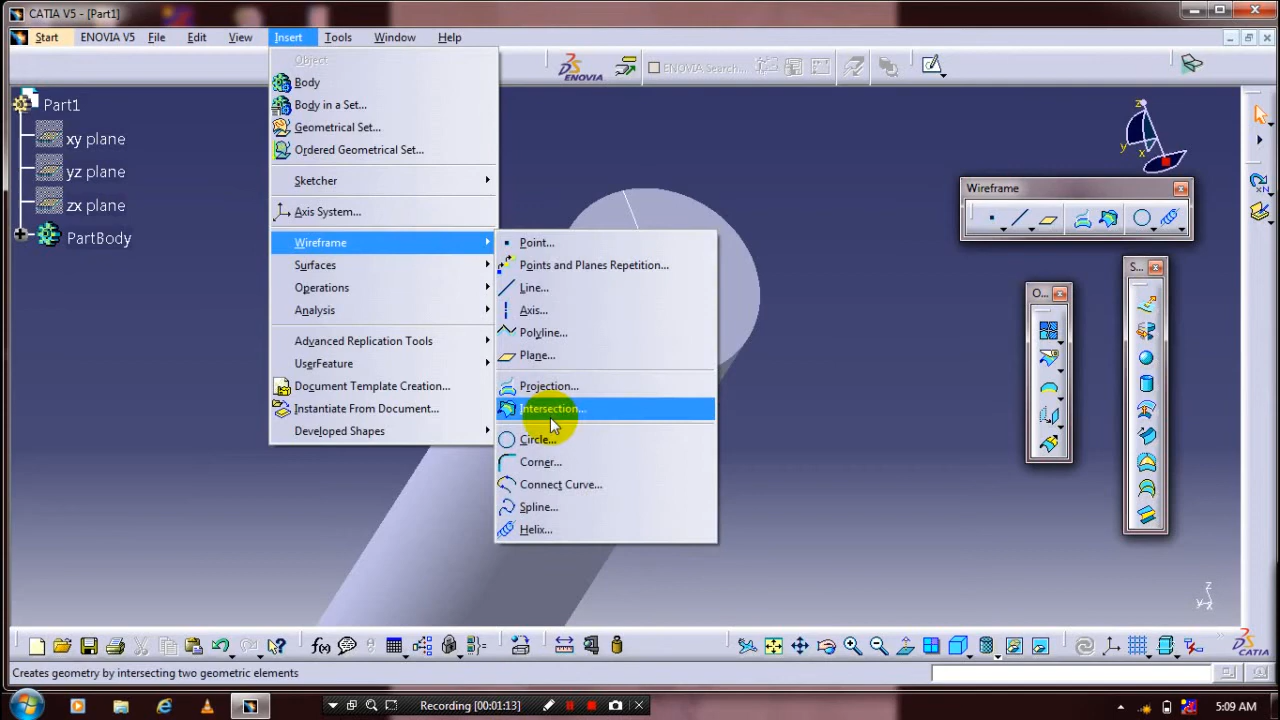 CATIA V5 - [Part1]
Start ENOVIA V5 File Edit View Insert Tools Window Help
ENOVIA
ENOVIA Search...
Object
Body
Body in a Set...
Geometrical Set...
Ordered Geometrical Set...
Sketcher
Axis System...
Wireframe
Surfaces
Operations
Analysis
Advanced Replication Tools
UserFeature
Document Template Creation...
Instantiate From Document...
Developed Shapes
Point...
Points and Planes Repetition...
Line...
Axis...
Polyline...
Plane...
Projection...
Intersection...
Circle...
Corner...
Connect Curve...
Spline...
Helix...
Part1
xy plane
yz plane
zx plane
PartBody
z
y
x
Wireframe
O...
S...
z
y x
f(x)
CATIA
Creates geometry by intersecting two geometric elements
Recording [00:01:13]
5:09 AM